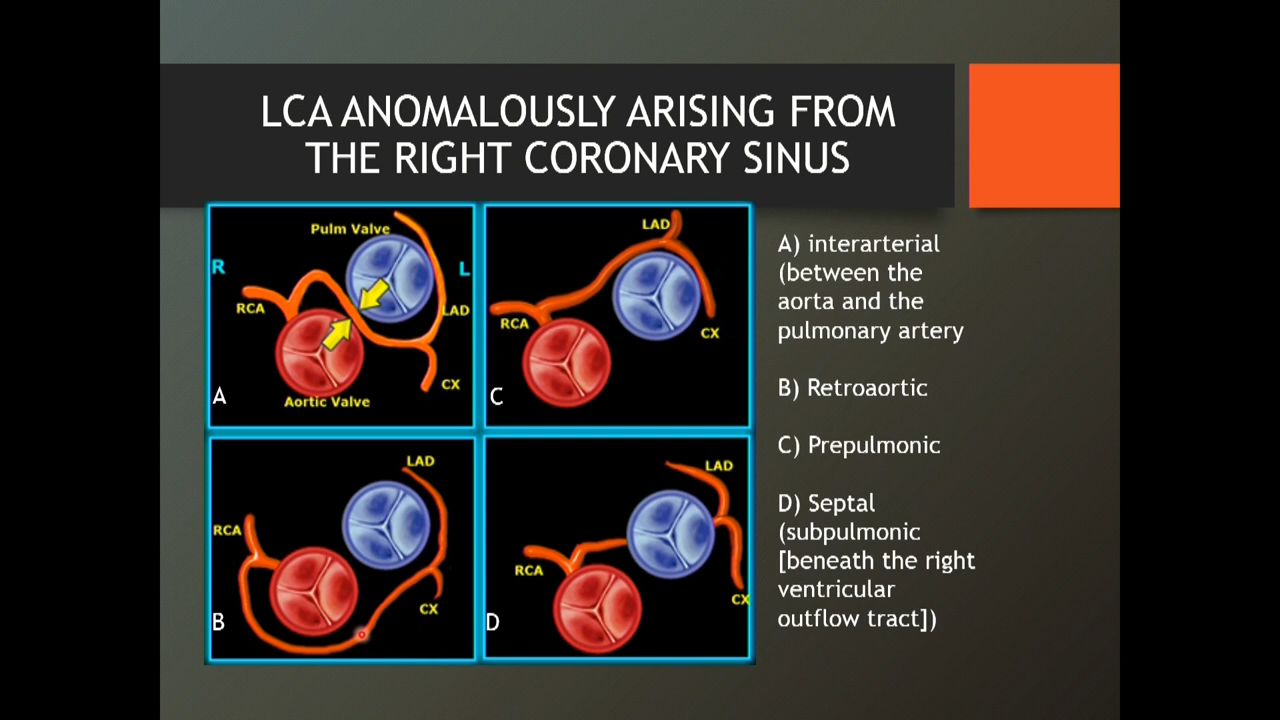 LCA ANOMALOUSLY ARISING FROM
THE RIGHT CORONARY SINUS
Pulm Valve
R
L
RCA
LAD
CX
A
Aortic Valve
LAD
RCA
CX
C
LAD
RCA
CX
B
LAD
RCA
CX
D
A) interarterial
(between the
aorta and the
pulmonary artery
B) Retroaortic
C) Prepulmonic
D) Septal
(subpulmonic
[beneath the right
ventricular
outflow tract])